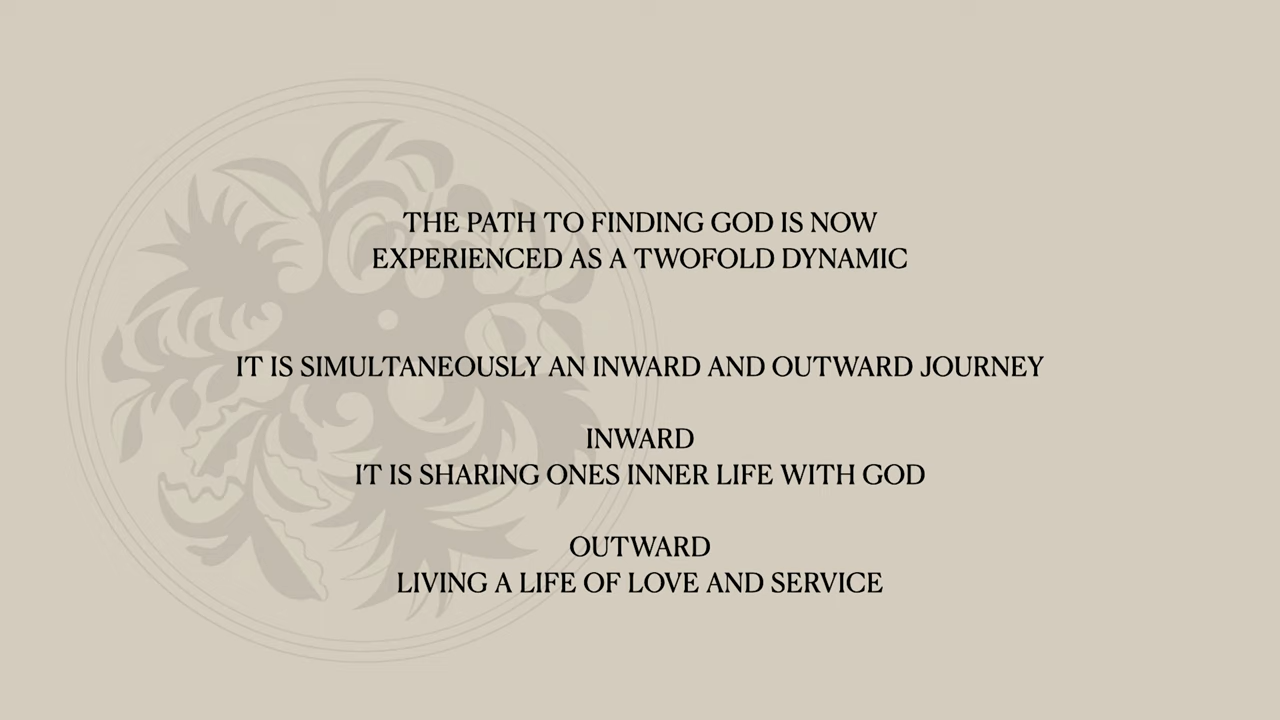 THE PATH TO FINDING GOD IS NOW
EXPERIENCED AS A TWOFOLD DYNAMIC
IT IS SIMULTANEOUSLY AN INWARD AND OUTWARD JOURNEY
INWARD
IT IS SHARING ONES INNER LIFE WITH GOD
OUTWARD
LIVING A LIFE OF LOVE AND SERVICE